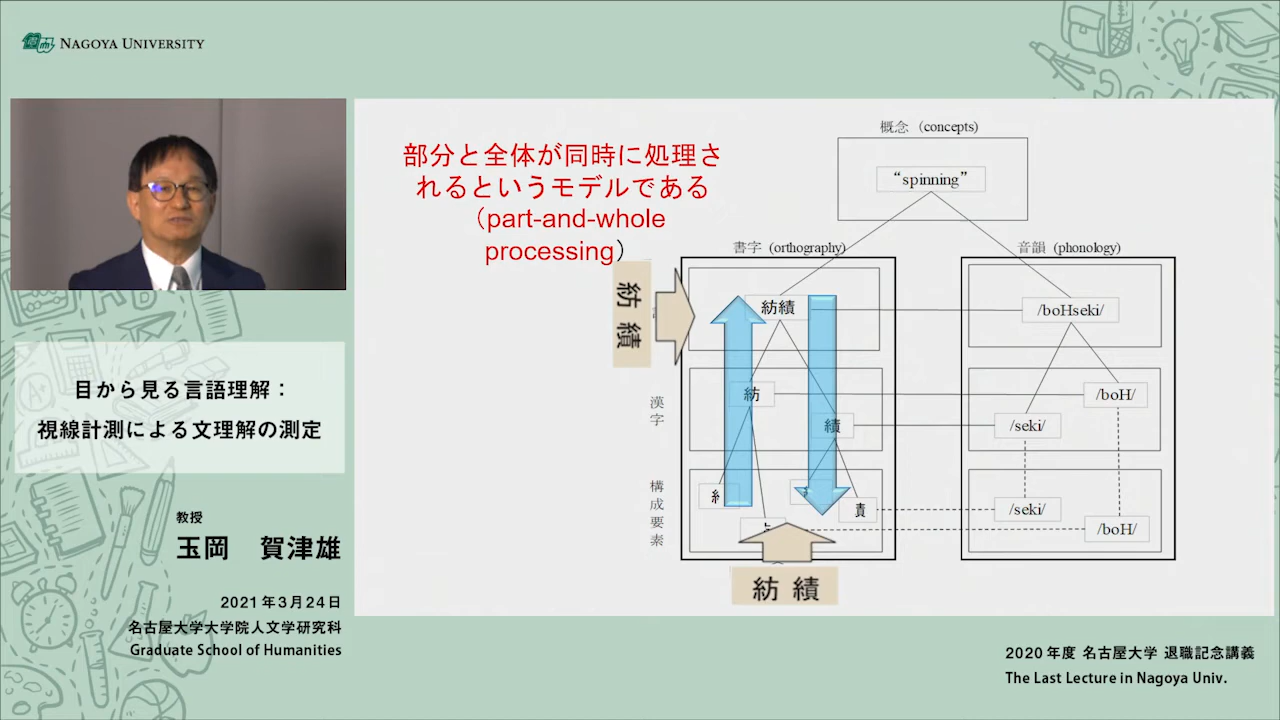 NAGOYA UNIVERSITY
部分と全体が同時に処理さ
れるというモデルである
（part-and-whole
processing）
概念 (concepts)
“spinning”
書字 (orthography)
音韻 (phonology)
紡績
紡績
/boHseki/
漢字
紡
績
/boH/
/seki/
構成要素
責
/seki/
/boH/
紡 績
目から見る言語理解：
視線計測による文理解の測定
教授
玉岡 賀津雄
2021年3月24日
名古屋大学大学院人文学研究科
Graduate School of Humanities
2020年度 名古屋大学 退職記念講義
The Last Lecture in Nagoya Univ.